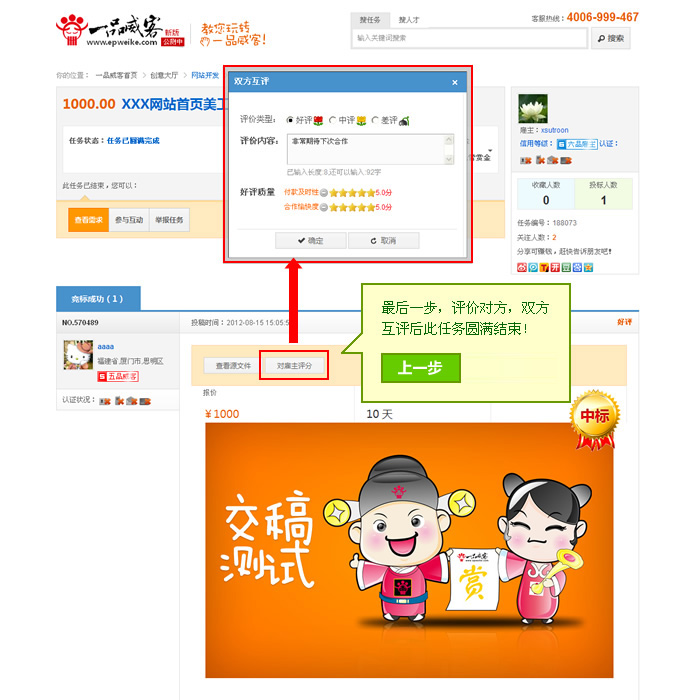 一品威客
新版
公测中
www.epweike.com
教您玩转
一品威客!
搜任务 搜人才
客服热线: 4006-999-467
输入关键词搜索
搜索
你的位置: 一品威客首页 > 创意大厅 > 网站开发
1000.00 XXX网站首页美工
任务状态: 任务已圆满完成
赏金
此任务已结束, 您可以:
查看需求 参与互动 举报任务
双方互评
×
评价类型: 好评 中评 差评
评价内容: 非常期待下次合作
已输入长度:8,还可以输入:92字
好评质量 付款及时性 5.0分
合作愉快度 5.0分
确定 取消
雇主: xsutroon
信用等级: S 六品雇主 认证:
收藏人数 投标人数
0 1
任务编号: 188073
关注人数: 2
分享可赚钱, 赶快告诉朋友吧!
竞标成功 ( 1 )
NO.570489
投稿时间: 2012-08-15 15:05:5
好评
aaaa
福建省,厦门市,思明区
S 五品威客
认证状况:
查看源文件 对雇主评分
最后一步, 评价对方, 双方
互评后此任务圆满结束!
上一步
报价
¥1000
10 天
中标
交稿
测试
一品威客
赏